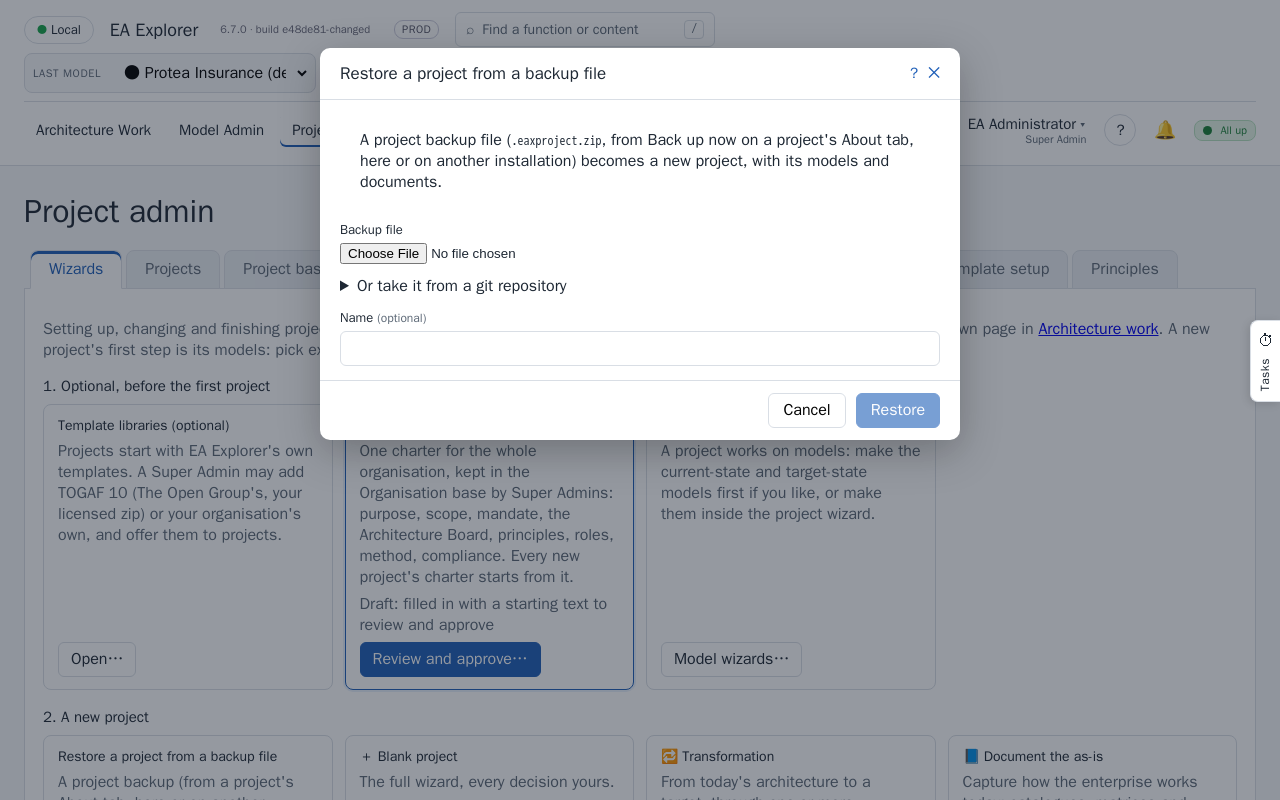 Local
EA Explorer
6.7.0 · build e48de81-changed
PROD
Find a function or content
/
LAST MODEL
Protea Insurance (de
Architecture Work
Model Admin
EA Administrator
Super Admin
?
All up
Restore a project from a backup file
?
A project backup file (.eaxproject.zip, from Back up now on a project's About tab,
here or on another installation) becomes a new project, with its models and
documents.
Backup file
Choose File No file chosen
Or take it from a git repository
Name (optional)
Cancel
Restore
Project admin
Wizards
Projects
Project
setup
Principles
Setting up, changing and finishing
page in Architecture work. A new
project's first step is its models: pick
1. Optional, before the first project
Template libraries (optional)
Projects start with EA Explorer's own
templates. A Super Admin may add
TOGAF 10 (The Open Group's, your
licensed zip) or your organisation's
own, and offer them to projects.
Open…
One charter for the whole
organisation, kept in the
Organisation base by Super Admins:
purpose, scope, mandate, the
Architecture Board, principles, roles,
method, compliance. Every new
project's charter starts from it.
Draft: filled in with a starting text to
review and approve
Review and approve…
A project works on models: make the
current-state and target-state
models first if you like, or make
them inside the project wizard.
Model wizards…
Tasks
2. A new project
Restore a project from a backup file
A project backup (from a project's
+ Blank project
The full wizard, every decision yours.
Transformation
From today's architecture to a
Document the as-is
Capture how the enterprise works